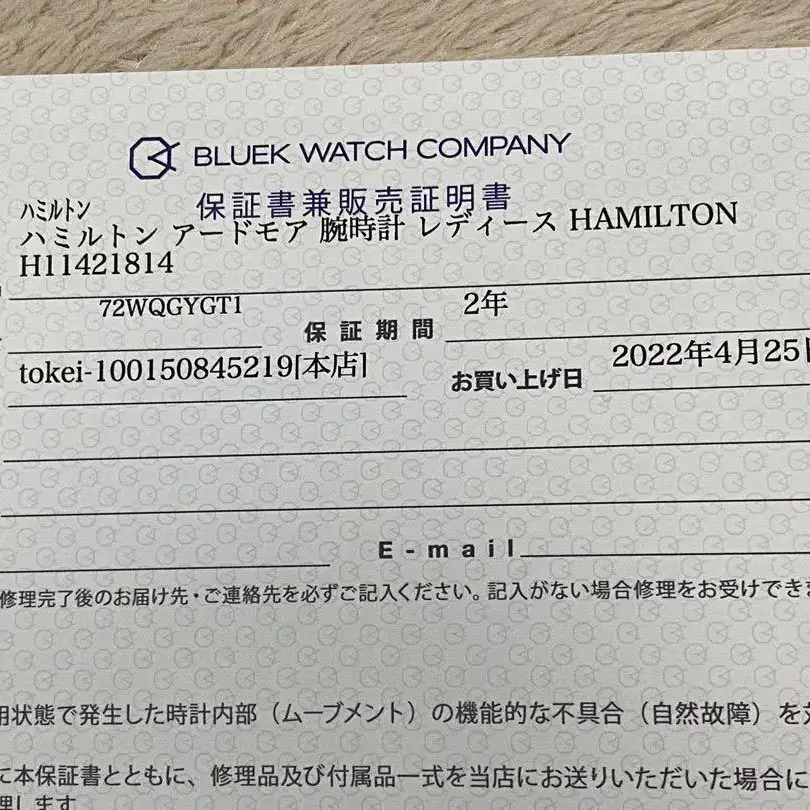 BLUEK WATCH COMPANY
保証書兼販売証明書
ハミルトン
ハミルトン アードモア 腕時計 レディース HAMILTON
H11421814
72WQGYGT1
保証期間 2年
tokei-100150845219[本店]
お買い上げ日 2022年4月25日
E-mail
修理完了後のお届け先・ご連絡先を必ずご記入ください。記入がない場合修理をお受けできま
用状態で発生した時計内部（ムーブメント）の機能的な不具合（自然故障）を対
に本保証書とともに、修理品及び付属品一式を当店にお送りいただいた場合に
理します